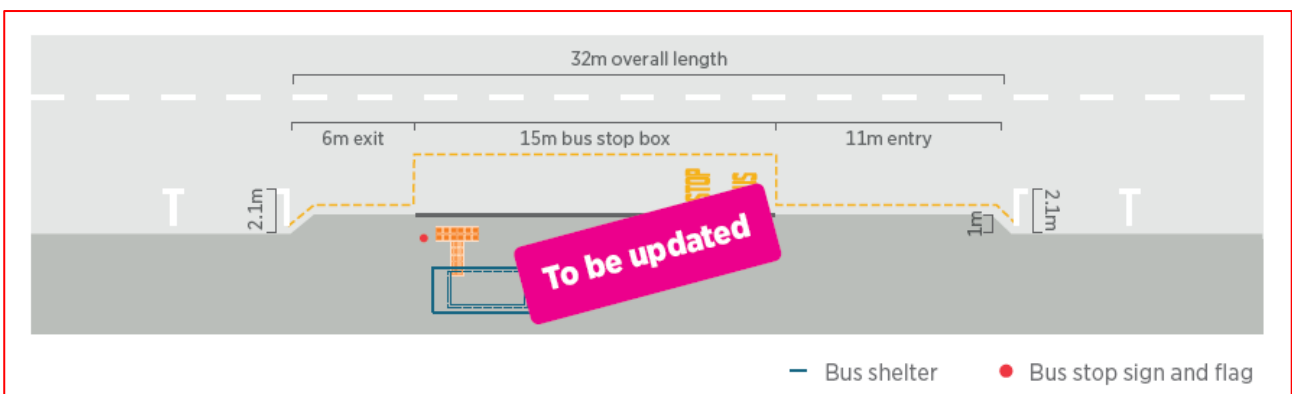 32m overall length
6m exit
15m bus stop box
11m entry
2.1m
STOP
2.1m
1m
To be updated
Bus shelter
Bus stop sign and flag